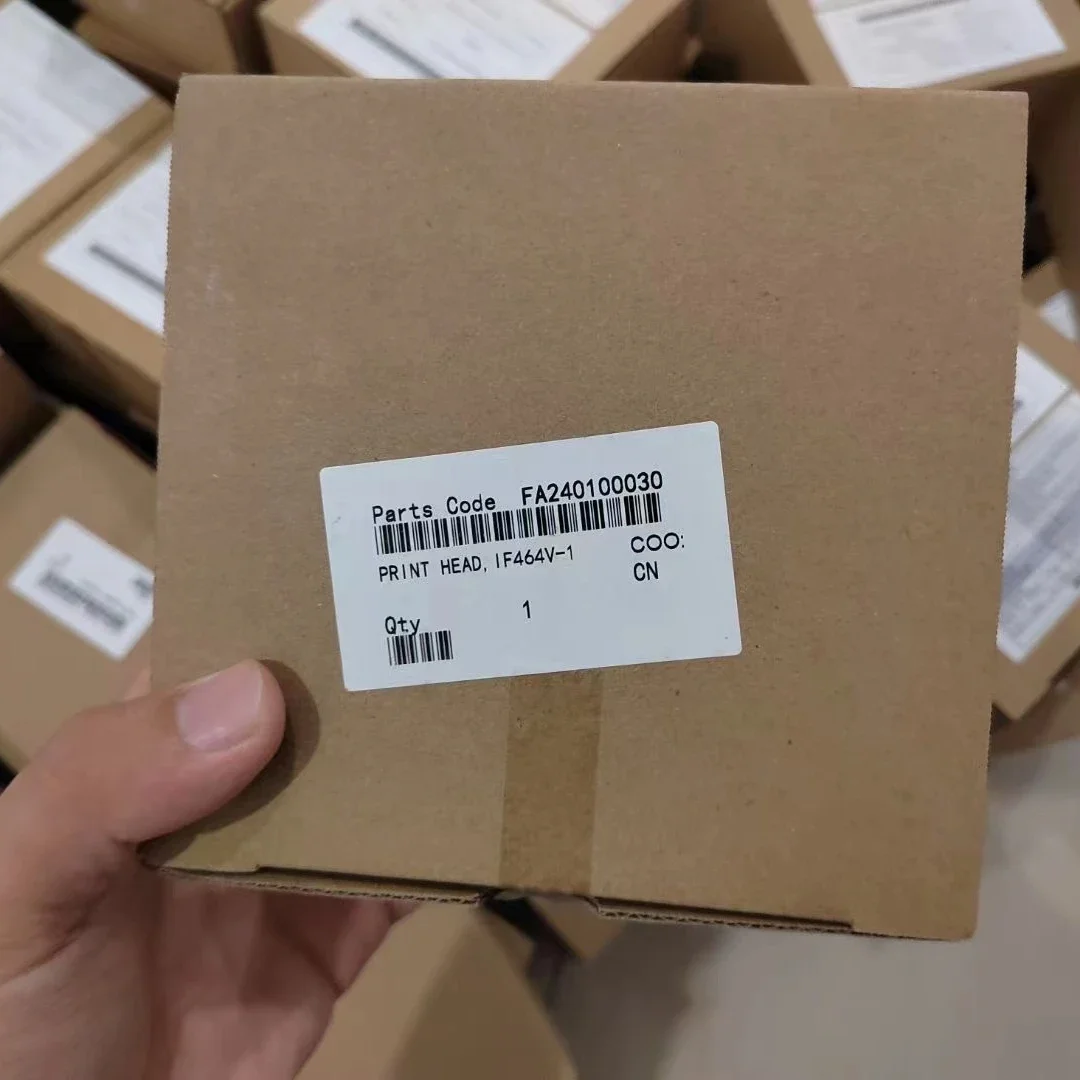 Parts Code FA240100030
PRINT HEAD,IF464V-1 COO:
CN
Qty 1